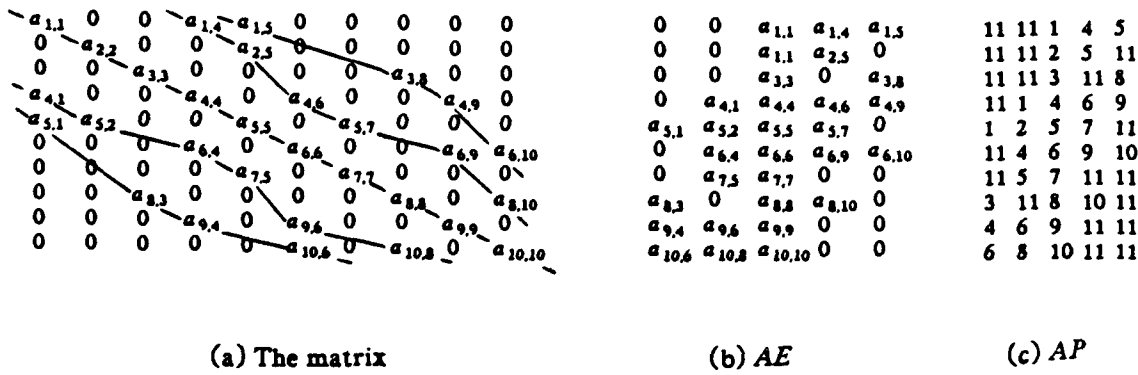 a1,1 0 0 a1,4 a1,5 0 0 0 0 0 0 0 a1,1 a1,4 a1,5 11 11 1 4 5
0 a2,2 0 0 a2,5 0 0 0 0 0 0 0 a1,1 a2,5 0 11 11 2 5 11
0 0 a3,3 0 0 0 0 a3,8 0 0 0 0 a3,3 0 a3,8 11 11 3 11 8
a4,1 0 0 a4,4 0 a4,6 0 0 a4,9 0 0 a4,1 a4,4 a4,6 a4,9 11 1 4 6 9
a5,1 a5,2 0 0 a5,5 0 a5,7 0 0 0 a5,1 a5,2 a5,5 a5,7 0 1 2 5 7 11
0 0 0 a6,4 0 a6,6 0 0 a6,9 a6,10 0 a6,4 a6,6 a6,9 a6,10 11 4 6 9 10
0 0 0 0 a7,5 0 a7,7 0 0 0 0 a7,5 a7,7 0 0 11 5 7 11 11
0 0 a8,3 0 0 0 0 a8,8 0 a8,10 a8,3 0 a8,8 a8,10 0 3 11 8 10 11
0 0 0 a9,4 0 a9,6 0 0 a9,9 0 a9,4 a9,6 a9,9 0 0 4 6 9 11 11
0 0 0 0 0 a10,6 0 a10,8 0 a10,10 a10,6 a10,8 a10,10 0 0 6 8 10 11 11
(a) The matrix (b) AE (c) AP